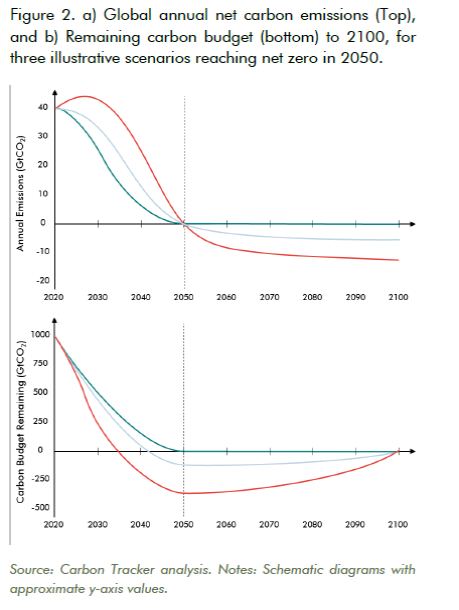 Figure 2. a) Global annual net carbon emissions (Top),
and b) Remaining carbon budget (bottom) to 2100, for
three illustrative scenarios reaching net zero in 2050.
Annual Emissions (GtCO₂)
40
30
20
10
0
-10
-20
2020 2030 2040 2050 2060 2070 2080 2090 2100
Carbon Budget Remaining (GtCO₂)
1000
750
500
250
0
-250
-500
2020 2030 2040 2050 2060 2070 2080 2090 2100
Source: Carbon Tracker analysis. Notes: Schematic diagrams with
approximate y-axis values.